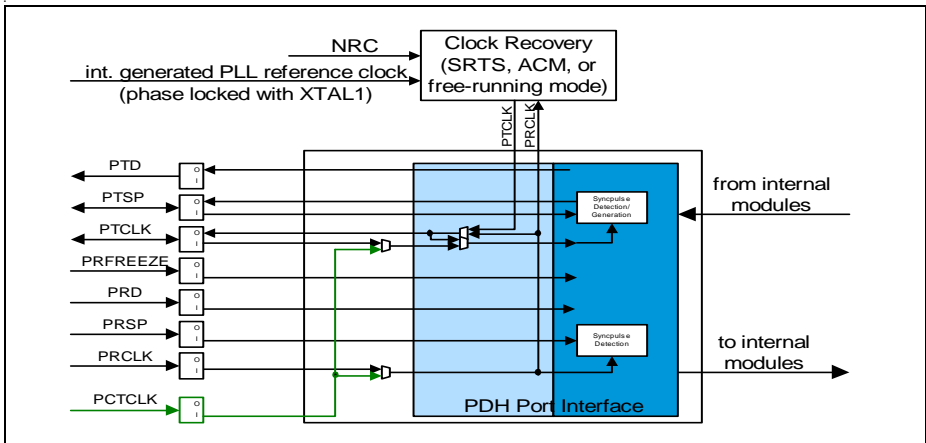 NRC
int. generated PLL reference clock
(phase locked with XTAL1)
Clock Recovery
(SRTS, ACM, or
free-running mode)
PTCLK
PRCLK
PTD
O
I
PTSP
O
I
PTCLK
O
I
PRFREEZE
O
I
PRD
O
I
PRSP
O
I
PRCLK
O
I
PCTCLK
O
I
Syncpulse
Detection/
Generation
Syncpulse
Detection
from internal
modules
to internal
modules
PDH Port Interface